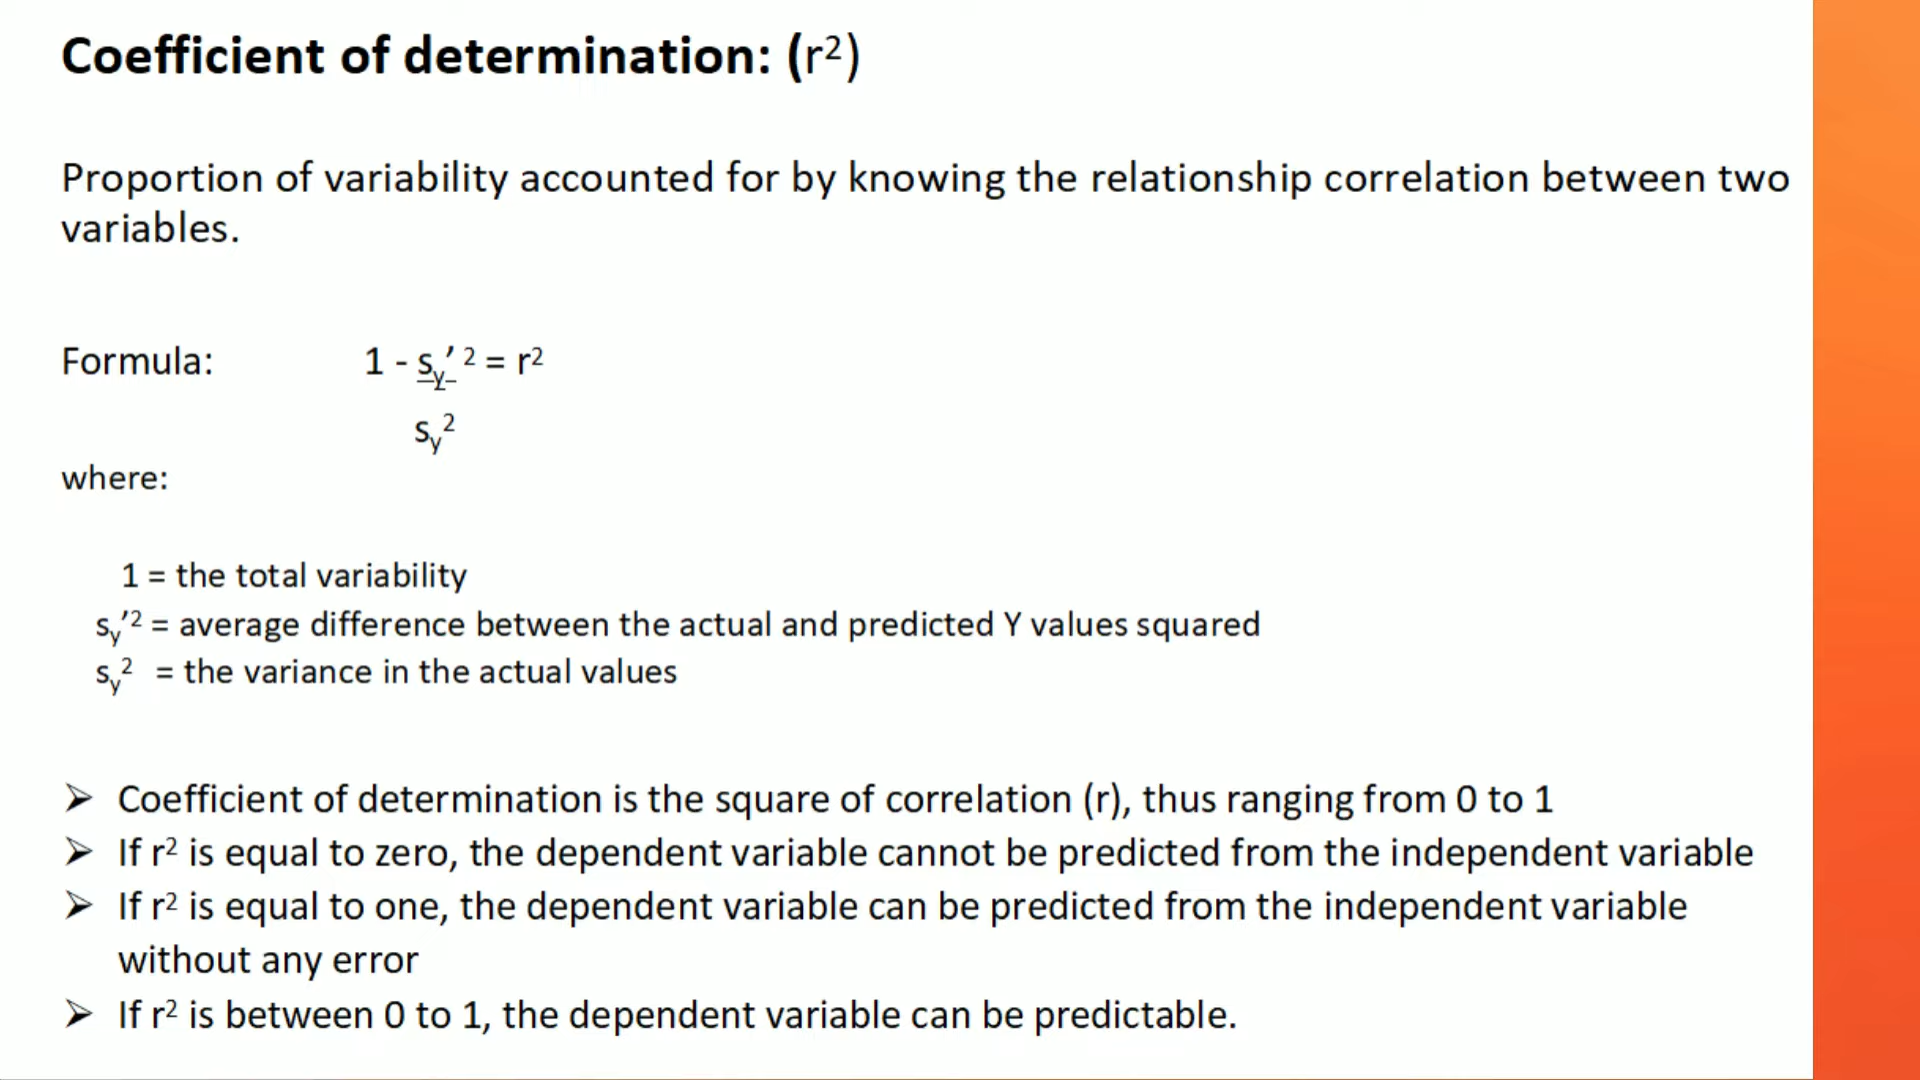 Coefficient of determination: (r²)
Proportion of variability accounted for by knowing the relationship correlation between two
variables.
Formula: 1 - sy′ ² = r²
sy²
where:
1 = the total variability
sy′² = average difference between the actual and predicted Y values squared
sy² = the variance in the actual values
➢ Coefficient of determination is the square of correlation (r), thus ranging from 0 to 1
➢ If r² is equal to zero, the dependent variable cannot be predicted from the independent variable
➢ If r² is equal to one, the dependent variable can be predicted from the independent variable
without any error
➢ If r² is between 0 to 1, the dependent variable can be predictable.